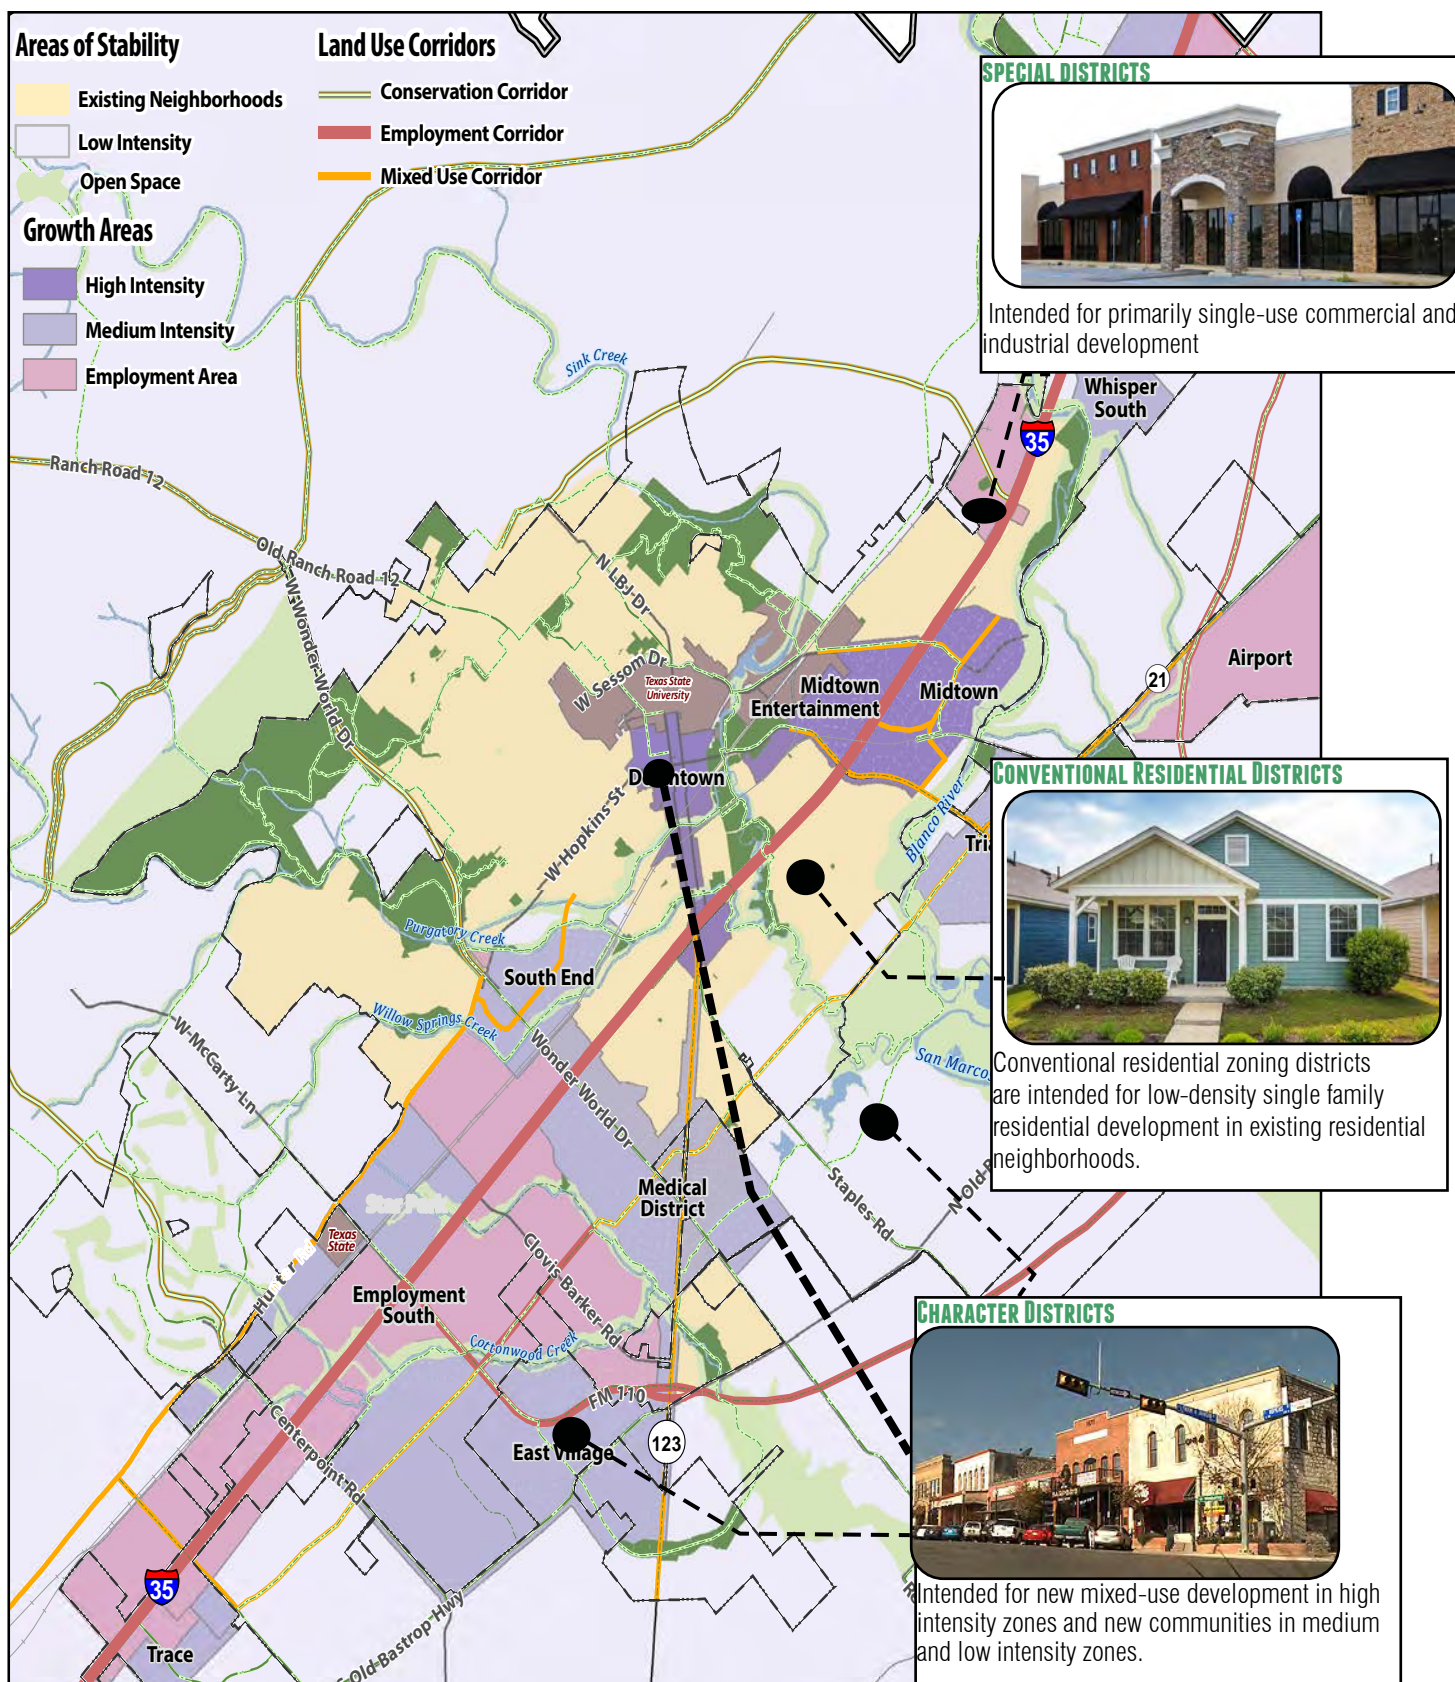 Areas of Stability
Existing Neighborhoods
Low Intensity
Open Space
Growth Areas
High Intensity
Medium Intensity
Employment Area
Land Use Corridors
Conservation Corridor
Employment Corridor
Mixed Use Corridor
SPECIAL DISTRICTS
Intended for primarily single-use commercial and
industrial development
Sink Creek
Whisper
South
35
Ranch Road 12
Old Ranch Road 12
W Wonder World Dr
N LBJ Dr
W Sessom Dr
Texas State
University
Midtown
Entertainment
Midtown
Airport
21
W Hopkins St
Blanco River
CONVENTIONAL RESIDENTIAL DISTRICTS
Conventional residential zoning districts
are intended for low-density single family
residential development in existing residential
neighborhoods.
Purgatory Creek
South End
Willow Springs Creek
W McCarty Ln
Wonder World Dr
San Marcos
Medical
District
Staples Rd
N Old
Texas
State
Hunter Rd
Clovis Barker Rd
Employment
South
Cottonwood Creek
FM 110
CHARACTER DISTRICTS
Intended for new mixed-use development in high
intensity zones and new communities in medium
and low intensity zones.
Centerpoint Rd
East Village
123
35
Trace
Old Bastrop Hwy